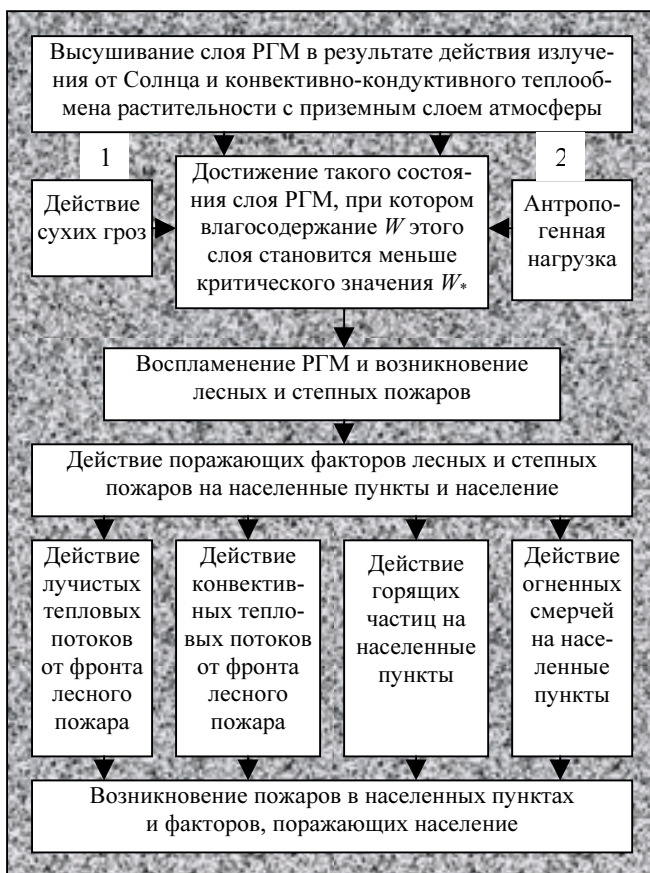 Высушивание слоя РГМ в результате действия излуче-
ния от Солнца и конвективно-кондуктивного теплооб-
мена растительности с приземным слоем атмосферы
1
Действие
сухих гроз
Достижение такого состоя-
ния слоя РГМ, при котором
влагосодержание W этого
слоя становится меньше
критического значения W*
2
Антропо-
генная
нагрузка
Воспламенение РГМ и возникновение
лесных и степных пожаров
Действие поражающих факторов лесных и степных
пожаров на населенные пункты и население
Действие
лучистых
тепловых
потоков
от фронта
лесного
пожара
Действие
конвектив-
ных тепло-
вых потоков
от фронта
лесного
пожара
Действие
горящих
частиц на
населенные
пункты
Действие
огненных
смерчей
на насе-
ленные
пункты
Возникновение пожаров в населенных пунктах
и факторов, поражающих население